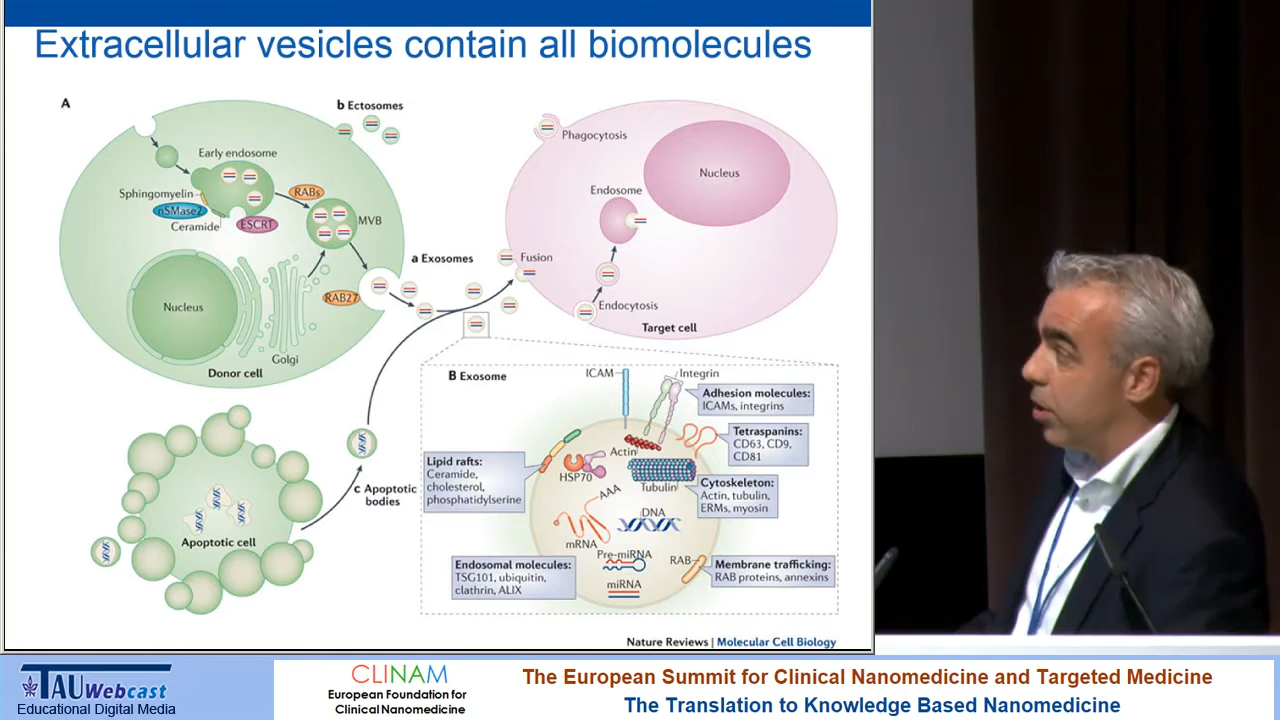 Extracellular vesicles contain all biomolecules
A
b Ectosomes
Early endosome
Sphingomyelin
nSMase2
Ceramide
ESCRT
RABs
MVB
a Exosomes
RAB27
Nucleus
Golgi
Donor cell
Phagocytosis
Nucleus
Endosome
Fusion
Endocytosis
Target cell
c Apoptotic
bodies
Apoptotic cell
B Exosome
ICAM
Integrin
Adhesion molecules:
ICAMs, integrins
Tetraspanins:
CD63, CD9,
CD81
Actin
HSP70
Tubulin
Lipid rafts:
Ceramide,
cholesterol,
phosphatidylserine
Cytoskeleton:
Actin, tubulin,
ERMs, myosin
AAA
mRNA
DNA
Pre-miRNA
miRNA
RAB
Endosomal molecules:
TSG101, ubiquitin,
clathrin, ALIX
Membrane trafficking:
RAB proteins, annexins
Nature Reviews | Molecular Cell Biology
TAU Webcast
Educational Digital Media
CLINAM
European Foundation for
Clinical Nanomedicine
The European Summit for Clinical Nanomedicine and Targeted Medicine
The Translation to Knowledge Based Nanomedicine